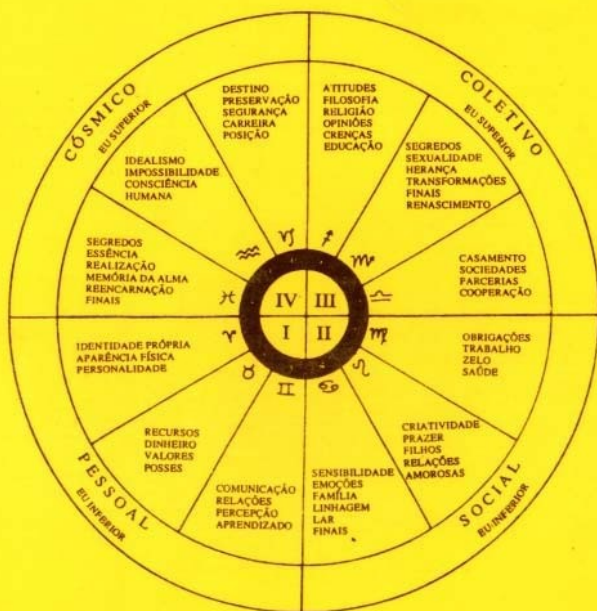 CÓSMICO
EU SUPERIOR
COLETIVO
EU SUPERIOR
DESTINO
PRESERVAÇÃO
SEGURANÇA
CARREIRA
POSIÇÃO
ATITUDES
FILOSOFIA
RELIGIÃO
OPINIÕES
CRENÇAS
EDUCAÇÃO
IDEALISMO
IMPOSSIBILIDADE
CONSCIÊNCIA
HUMANA
SEGREDOS
SEXUALIDADE
HERANÇA
TRANSFORMAÇÕES
FINAIS
RENASCIMENTO
SEGREDOS
ESSÊNCIA
REALIZAÇÃO
MEMÓRIA DA ALMA
REENCARNAÇÃO
FINAIS
CASAMENTO
SOCIEDADES
PARCERIAS
COOPERAÇÃO
♑ ♐
♒ ♏
♓ IV III ♎
♈ I II ♍
♉ ♌
♊ ♋
IDENTIDADE PRÓPRIA
APARÊNCIA FÍSICA
PERSONALIDADE
OBRIGAÇÕES
TRABALHO
ZELO
SAÚDE
RECURSOS
DINHEIRO
VALORES
POSSES
CRIATIVIDADE
PRAZER
FILHOS
RELAÇÕES
AMOROSAS
COMUNICAÇÃO
RELAÇÕES
PERCEPÇÃO
APRENDIZADO
SENSIBILIDADE
EMOÇÕES
FAMÍLIA
LINHAGEM
LAR
FINAIS
PESSOAL
EU INFERIOR
SOCIAL
EU INFERIOR